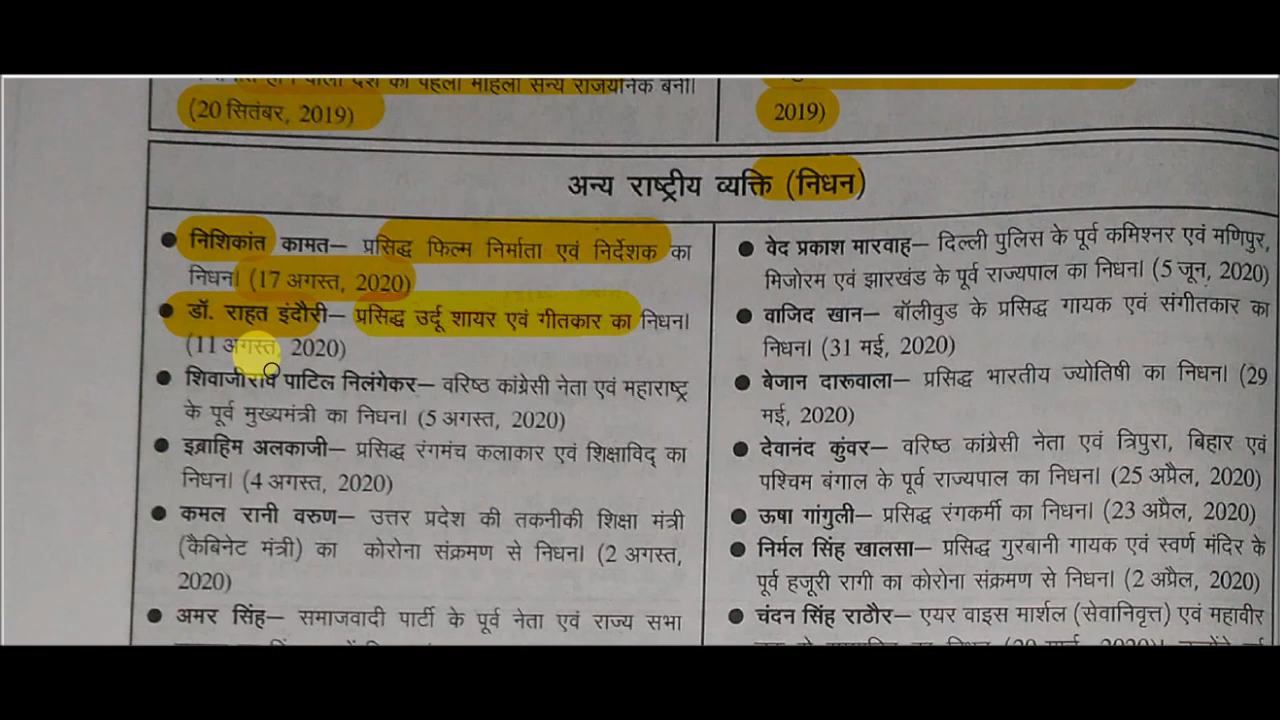 पहली महिला सैन्य राजनयिक बनी।
(20 सितंबर, 2019)
2019)
अन्य राष्ट्रीय व्यक्ति (निधन)
● निशिकांत कामत– प्रसिद्ध फिल्म निर्माता एवं निर्देशक का
निधन। (17 अगस्त, 2020)
● डॉ. राहत इंदौरी– प्रसिद्ध उर्दू शायर एवं गीतकार का निधन।
(11 अगस्त, 2020)
● शिवाजीराव पाटिल निलंगेकर– वरिष्ठ कांग्रेसी नेता एवं महाराष्ट्र
के पूर्व मुख्यमंत्री का निधन। (5 अगस्त, 2020)
● इब्राहिम अलकाजी– प्रसिद्ध रंगमंच कलाकार एवं शिक्षाविद् का
निधन। (4 अगस्त, 2020)
● कमल रानी वरुण– उत्तर प्रदेश की तकनीकी शिक्षा मंत्री
(कैबिनेट मंत्री) का कोरोना संक्रमण से निधन। (2 अगस्त,
2020)
● अमर सिंह– समाजवादी पार्टी के पूर्व नेता एवं राज्य सभा
● वेद प्रकाश मारवाह– दिल्ली पुलिस के पूर्व कमिश्नर एवं मणिपुर,
मिजोरम एवं झारखंड के पूर्व राज्यपाल का निधन। (5 जून, 2020)
● वाजिद खान– बॉलीवुड के प्रसिद्ध गायक एवं संगीतकार का
निधन। (31 मई, 2020)
● बेजान दारूवाला– प्रसिद्ध भारतीय ज्योतिषी का निधन। (29
मई, 2020)
● देवानंद कुंवर– वरिष्ठ कांग्रेसी नेता एवं त्रिपुरा, बिहार एवं
पश्चिम बंगाल के पूर्व राज्यपाल का निधन। (25 अप्रैल, 2020)
● ऊषा गांगुली– प्रसिद्ध रंगकर्मी का निधन। (23 अप्रैल, 2020)
● निर्मल सिंह खालसा– प्रसिद्ध गुरबानी गायक एवं स्वर्ण मंदिर के
पूर्व हजूरी रागी का कोरोना संक्रमण से निधन। (2 अप्रैल, 2020)
● चंदन सिंह राठौर– एयर वाइस मार्शल (सेवानिवृत्त) एवं महावीर